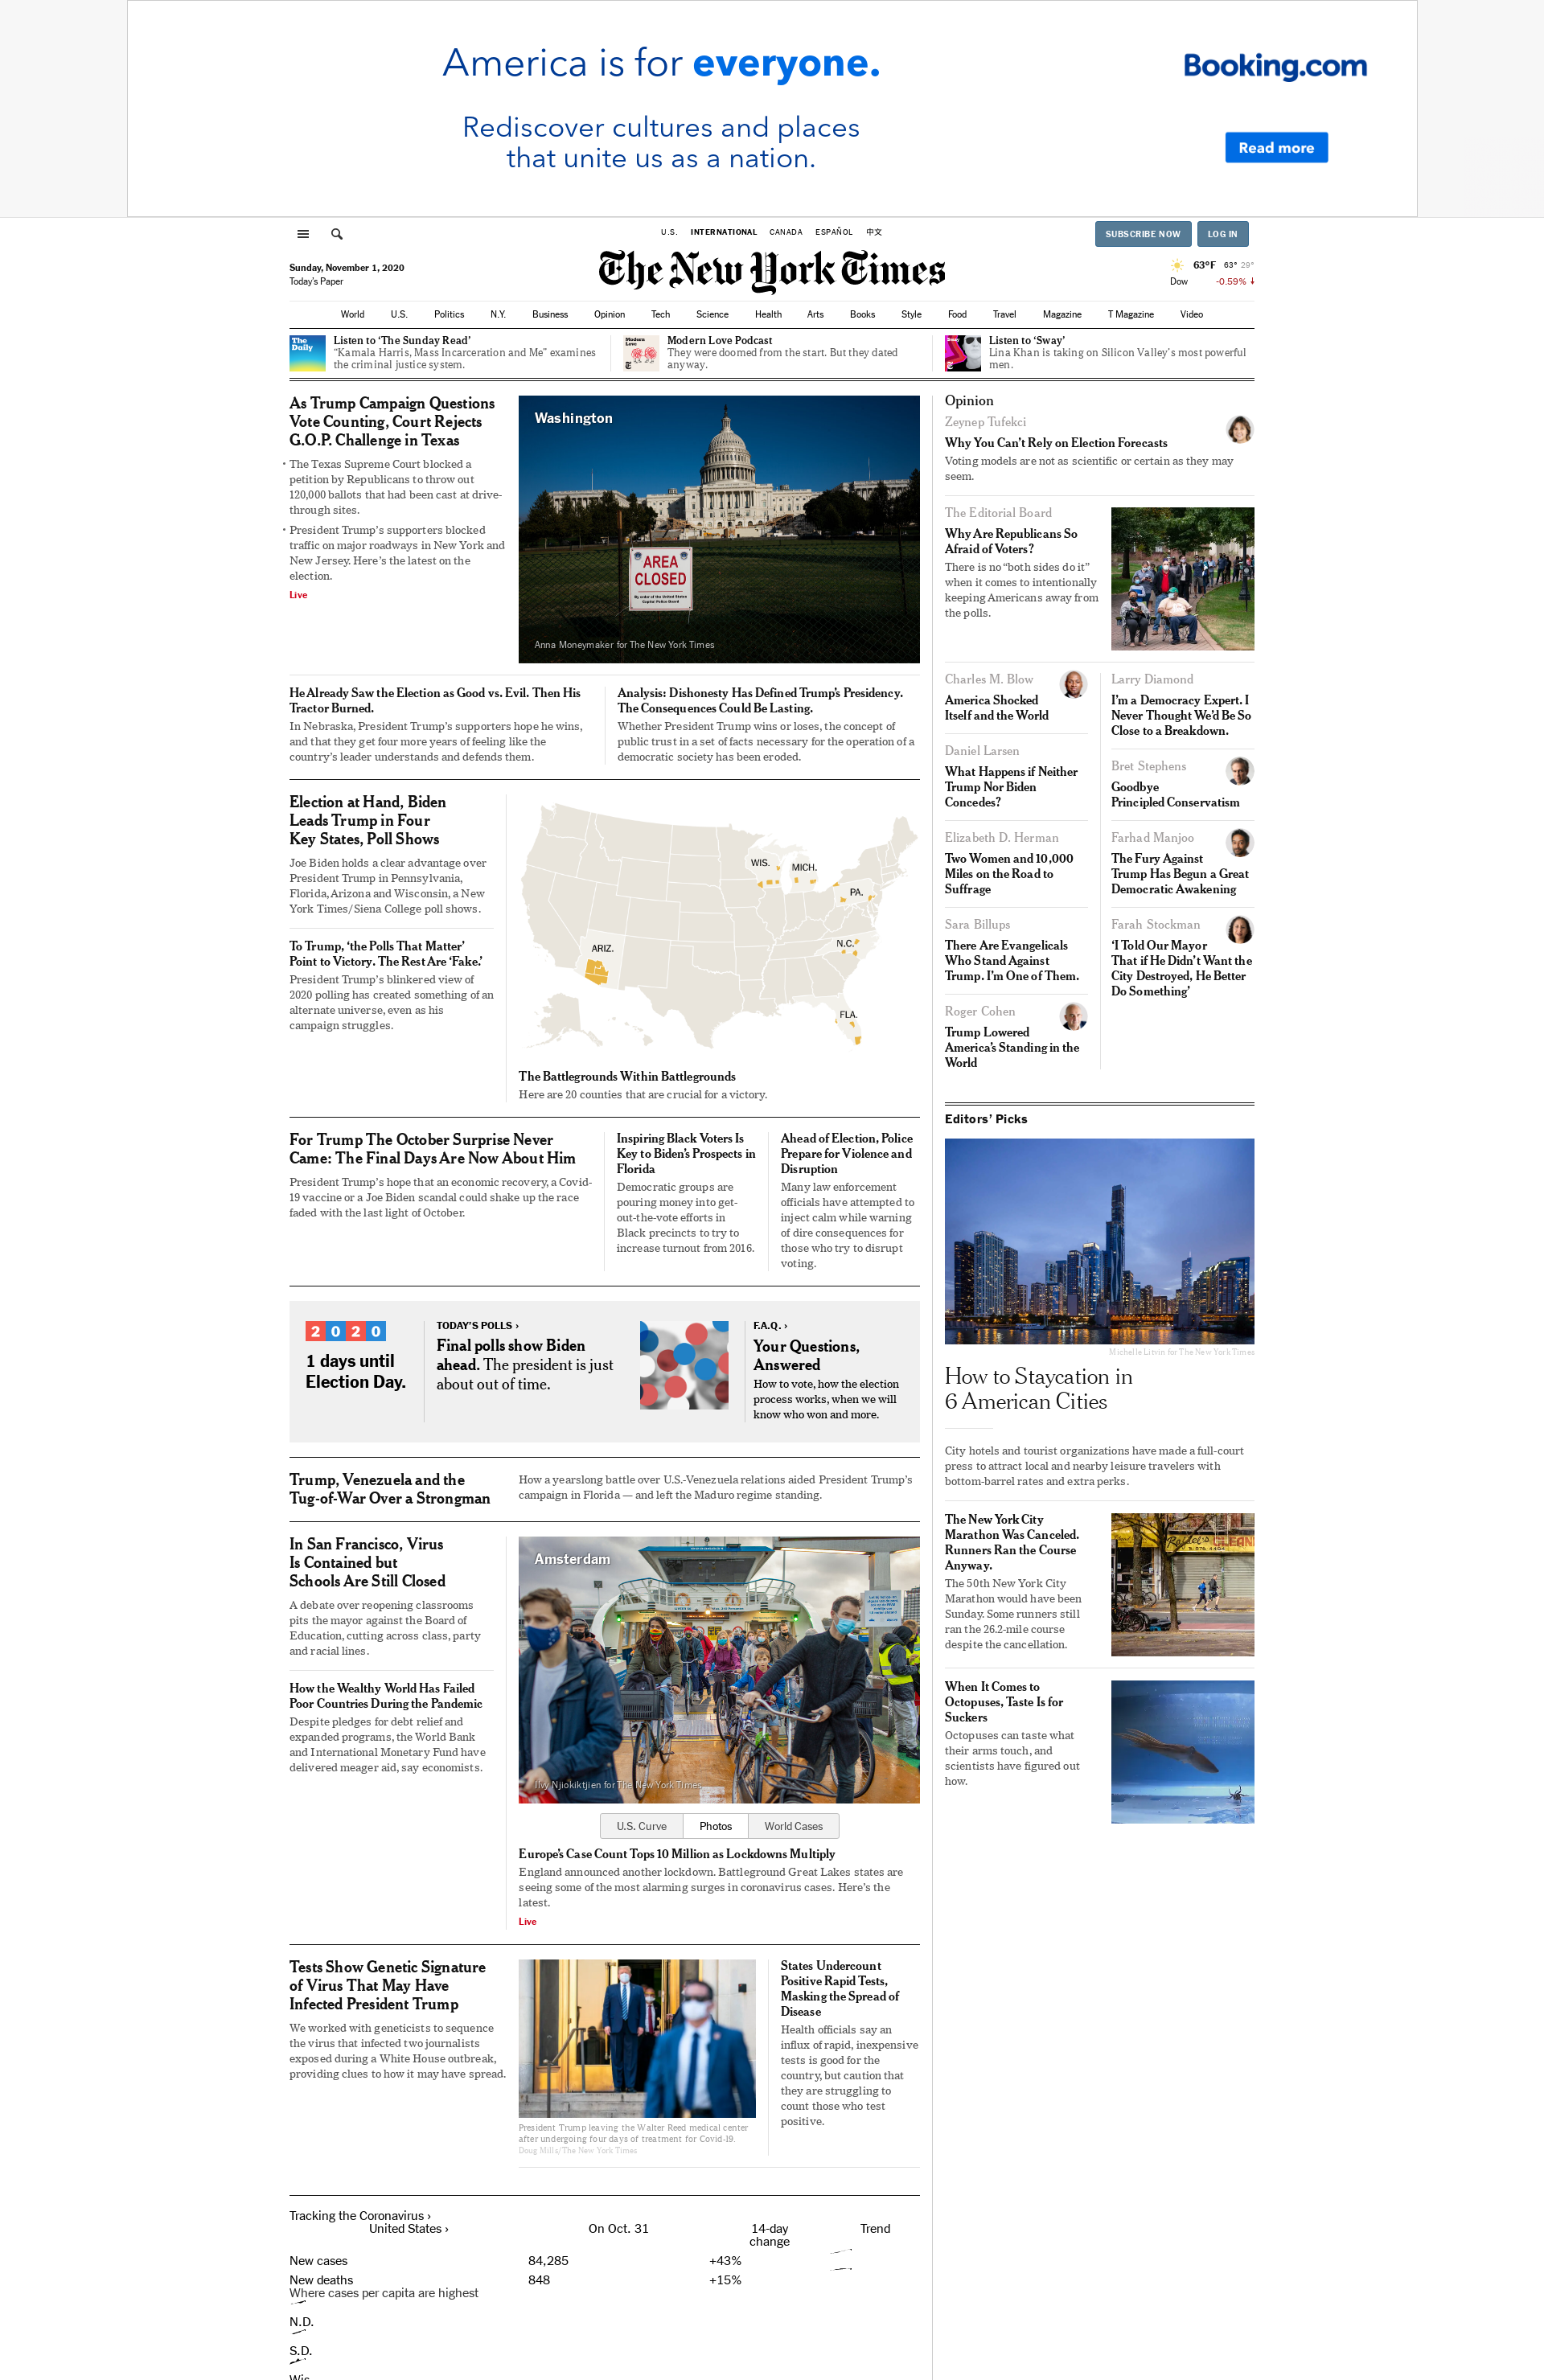 America is for everyone.
Booking.com
Rediscover cultures and places
that unite us as a nation.
Read more
U.S. INTERNATIONAL CANADA ESPAÑOL 中文
SUBSCRIBE NOW LOG IN
The New York Times
Sunday, November 1, 2020
Today's Paper
63°F 63° 29°
Dow -0.59%
World U.S. Politics N.Y. Business Opinion Tech Science Health Arts Books Style Food Travel Magazine T Magazine Video
The Daily
Listen to ‘The Sunday Read’
“Kamala Harris, Mass Incarceration and Me” examines
the criminal justice system.
Modern Love
Modern Love Podcast
They were doomed from the start. But they dated
anyway.
Listen to ‘Sway’
Lina Khan is taking on Silicon Valley’s most powerful
men.
As Trump Campaign Questions
Vote Counting, Court Rejects
G.O.P. Challenge in Texas
• The Texas Supreme Court blocked a
petition by Republicans to throw out
120,000 ballots that had been cast at drive-
through sites.
• President Trump’s supporters blocked
traffic on major roadways in New York and
New Jersey. Here’s the latest on the
election.
Live
Washington
AREA
CLOSED
By order of the United States
Capitol Police Board
Anna Moneymaker for The New York Times
He Already Saw the Election as Good vs. Evil. Then His
Tractor Burned.
In Nebraska, President Trump’s supporters hope he wins,
and that they get four more years of feeling like the
country’s leader understands and defends them.
Analysis: Dishonesty Has Defined Trump’s Presidency.
The Consequences Could Be Lasting.
Whether President Trump wins or loses, the concept of
public trust in a set of facts necessary for the operation of a
democratic society has been eroded.
Election at Hand, Biden
Leads Trump in Four
Key States, Poll Shows
Joe Biden holds a clear advantage over
President Trump in Pennsylvania,
Florida, Arizona and Wisconsin, a New
York Times/Siena College poll shows.
To Trump, ‘the Polls That Matter’
Point to Victory. The Rest Are ‘Fake.’
President Trump’s blinkered view of
2020 polling has created something of an
alternate universe, even as his
campaign struggles.
WIS.
MICH.
PA.
N.C.
ARIZ.
FLA.
The Battlegrounds Within Battlegrounds
Here are 20 counties that are crucial for a victory.
For Trump The October Surprise Never
Came: The Final Days Are Now About Him
President Trump’s hope that an economic recovery, a Covid-
19 vaccine or a Joe Biden scandal could shake up the race
faded with the last light of October.
Inspiring Black Voters Is
Key to Biden’s Prospects in
Florida
Democratic groups are
pouring money into get-
out-the-vote efforts in
Black precincts to try to
increase turnout from 2016.
Ahead of Election, Police
Prepare for Violence and
Disruption
Many law enforcement
officials have attempted to
inject calm while warning
of dire consequences for
those who try to disrupt
voting.
2020
1 days until
Election Day.
TODAY’S POLLS ›
Final polls show Biden
ahead. The president is just
about out of time.
F.A.Q. ›
Your Questions,
Answered
How to vote, how the election
process works, when we will
know who won and more.
Trump, Venezuela and the
Tug-of-War Over a Strongman
How a yearslong battle over U.S.-Venezuela relations aided President Trump’s
campaign in Florida — and left the Maduro regime standing.
In San Francisco, Virus
Is Contained but
Schools Are Still Closed
A debate over reopening classrooms
pits the mayor against the Board of
Education, cutting across class, party
and racial lines.
How the Wealthy World Has Failed
Poor Countries During the Pandemic
Despite pledges for debt relief and
expanded programs, the World Bank
and International Monetary Fund have
delivered meager aid, say economists.
Amsterdam
Ilvy Njiokiktjien for The New York Times
U.S. Curve Photos World Cases
Europe’s Case Count Tops 10 Million as Lockdowns Multiply
England announced another lockdown. Battleground Great Lakes states are
seeing some of the most alarming surges in coronavirus cases. Here’s the
latest.
Live
Tests Show Genetic Signature
of Virus That May Have
Infected President Trump
We worked with geneticists to sequence
the virus that infected two journalists
exposed during a White House outbreak,
providing clues to how it may have spread.
President Trump leaving the Walter Reed medical center
after undergoing four days of treatment for Covid-19.
Doug Mills/The New York Times
States Undercount
Positive Rapid Tests,
Masking the Spread of
Disease
Health officials say an
influx of rapid, inexpensive
tests is good for the
country, but caution that
they are struggling to
count those who test
positive.
Tracking the Coronavirus ›
United States › On Oct. 31 14-day
change Trend
New cases 84,285 +43%
New deaths 848 +15%
Where cases per capita are highest
N.D.
S.D.
Wis.
Opinion
Zeynep Tufekci
Why You Can’t Rely on Election Forecasts
Voting models are not as scientific or certain as they may
seem.
The Editorial Board
Why Are Republicans So
Afraid of Voters?
There is no “both sides do it”
when it comes to intentionally
keeping Americans away from
the polls.
Charles M. Blow
America Shocked
Itself and the World
Daniel Larsen
What Happens if Neither
Trump Nor Biden
Concedes?
Elizabeth D. Herman
Two Women and 10,000
Miles on the Road to
Suffrage
Sara Billups
There Are Evangelicals
Who Stand Against
Trump. I’m One of Them.
Roger Cohen
Trump Lowered
America’s Standing in the
World
Larry Diamond
I’m a Democracy Expert. I
Never Thought We’d Be So
Close to a Breakdown.
Bret Stephens
Goodbye
Principled Conservatism
Farhad Manjoo
The Fury Against
Trump Has Begun a Great
Democratic Awakening
Farah Stockman
‘I Told Our Mayor
That if He Didn’t Want the
City Destroyed, He Better
Do Something’
Editors’ Picks
Michelle Litvin for The New York Times
How to Staycation in
6 American Cities
City hotels and tourist organizations have made a full-court
press to attract local and nearby leisure travelers with
bottom-barrel rates and extra perks.
The New York City
Marathon Was Canceled.
Runners Ran the Course
Anyway.
The 50th New York City
Marathon would have been
Sunday. Some runners still
ran the 26.2-mile course
despite the cancellation.
When It Comes to
Octopuses, Taste Is for
Suckers
Octopuses can taste what
their arms touch, and
scientists have figured out
how.